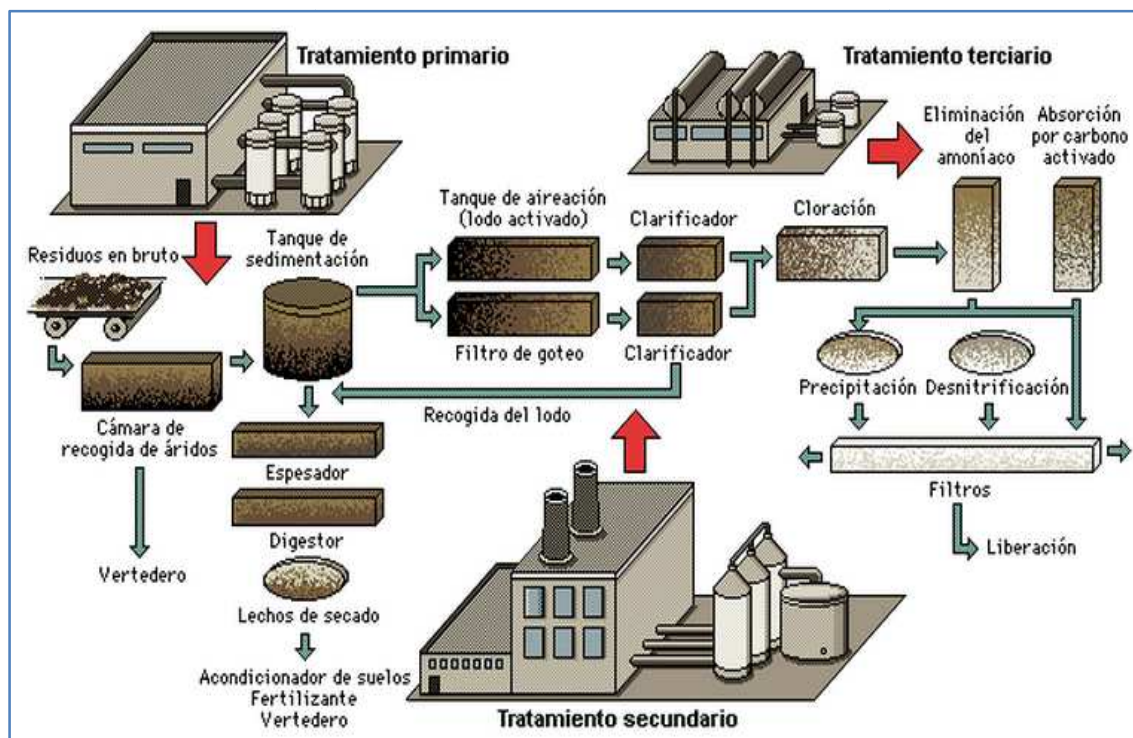 Tratamiento primario
Tratamiento terciario
Eliminación
del
amoníaco
Absorción
por carbono
activado
Residuos en bruto
Tanque de
sedimentación
Tanque de aireación
(lodo activado)
Clarificador
Cloración
Filtro de goteo
Clarificador
Precipitación
Desnitrificación
Recogida del lodo
Cámara de
recogida de áridos
Espesador
Filtros
Digestor
Liberación
Vertedero
Lechos de secado
Acondicionador de suelos
Fertilizante
Vertedero
Tratamiento secundario